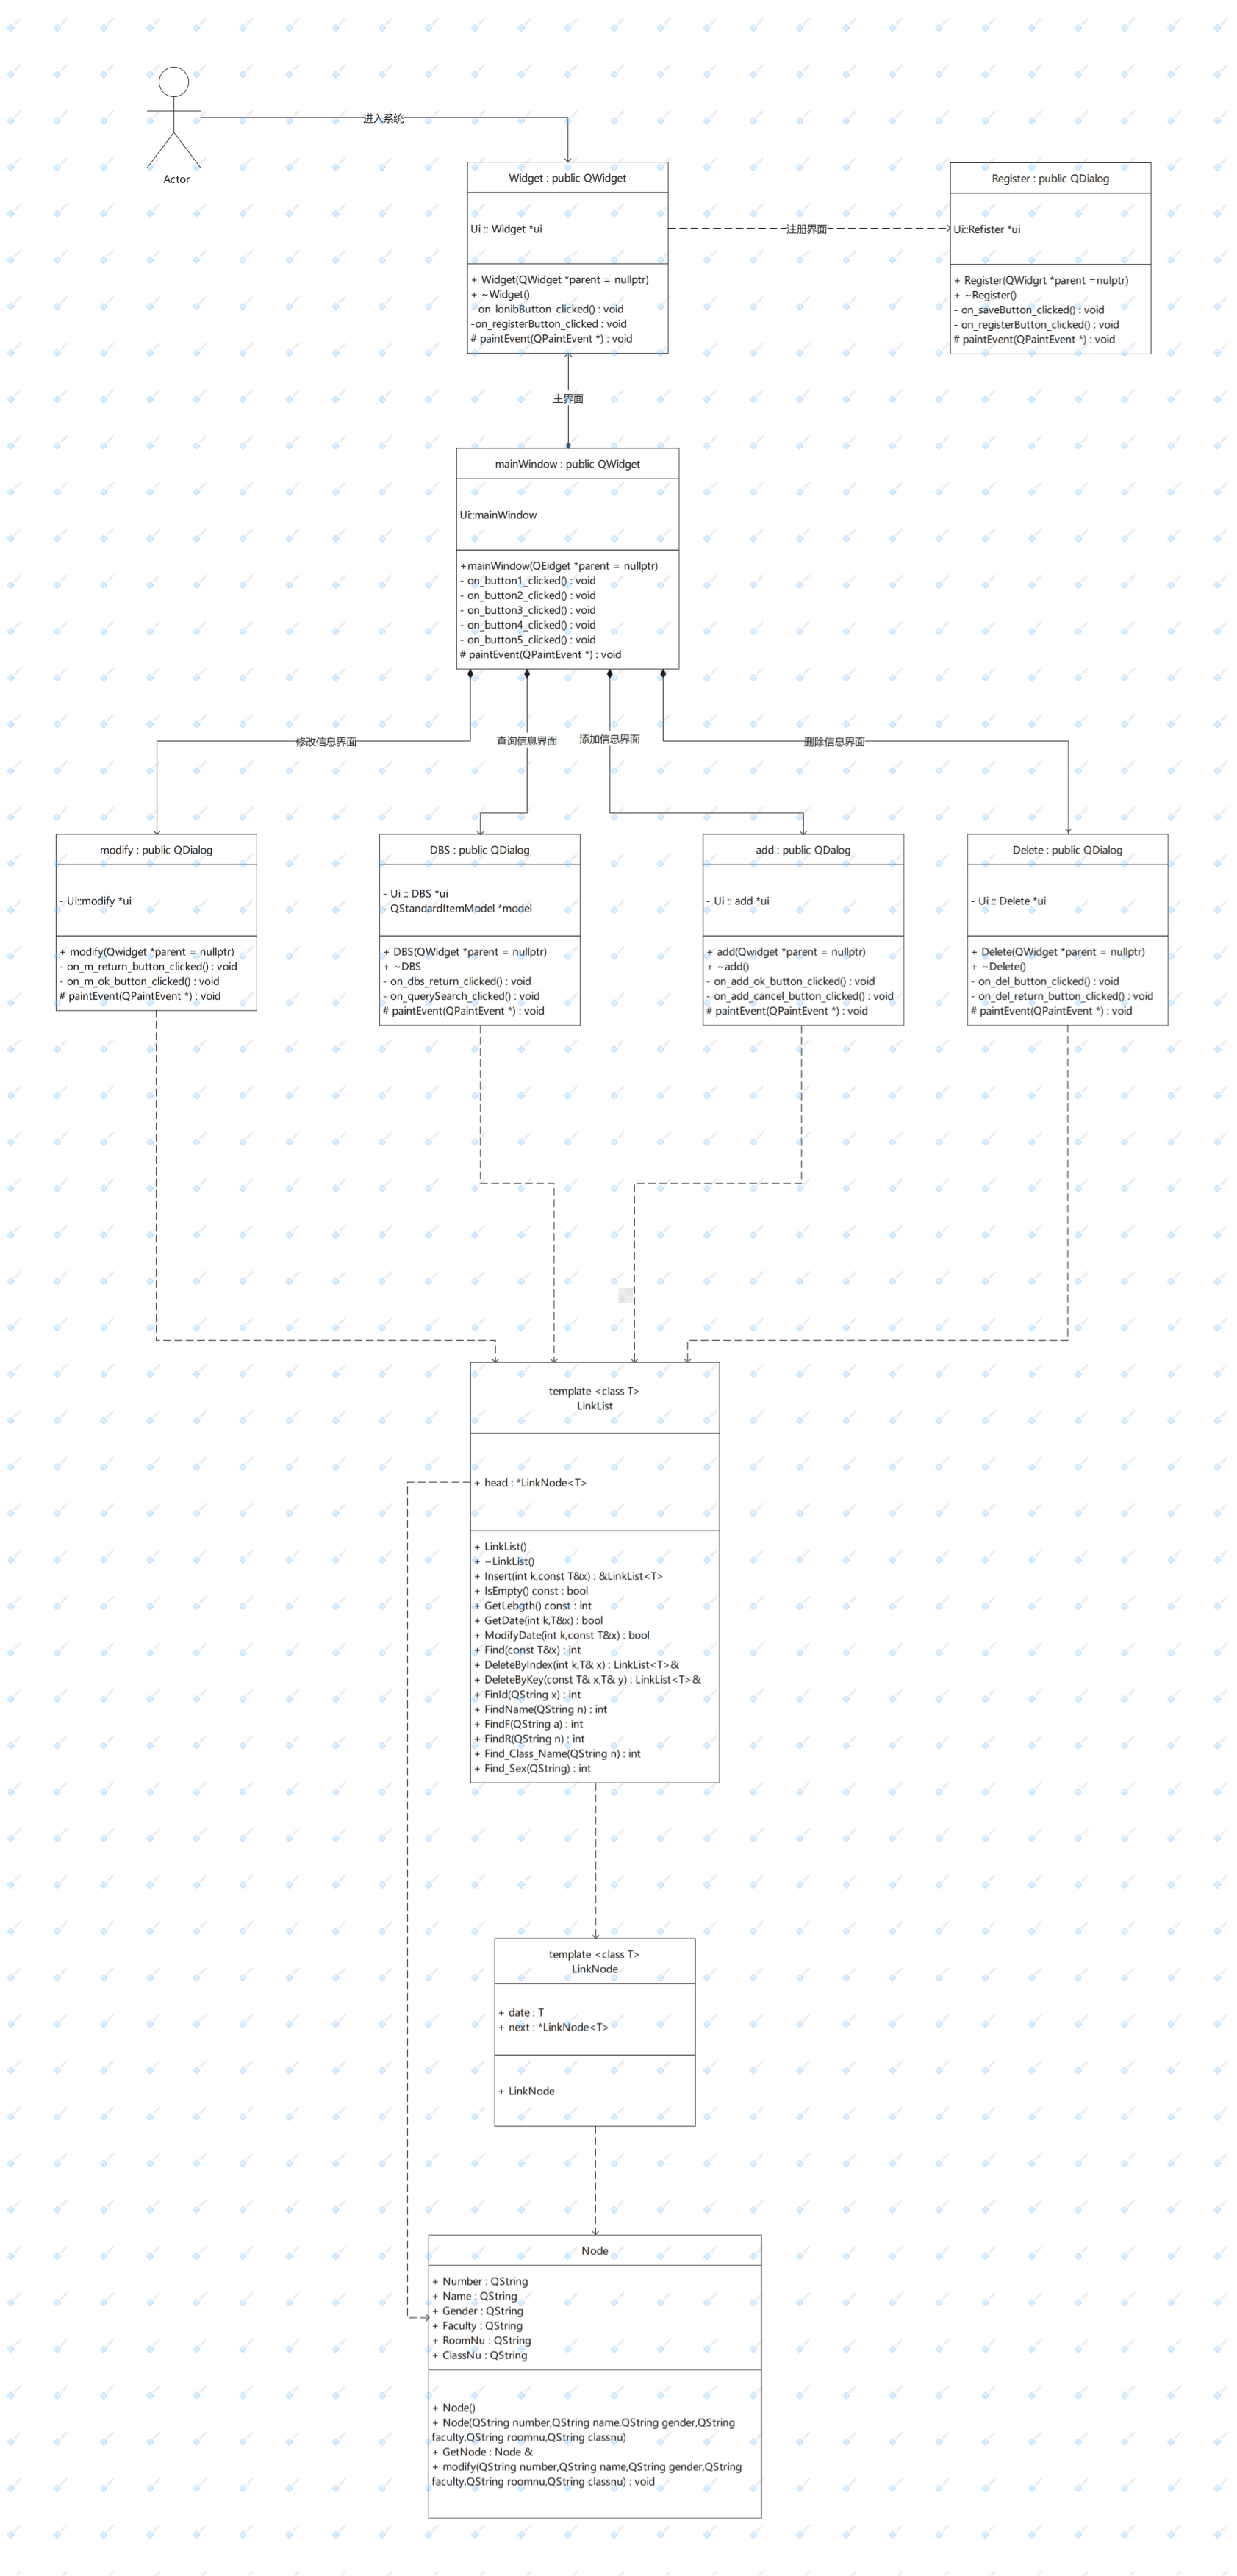 进入系统
Actor
Widget : public QWidget
Ui :: Widget *ui
+ Widget(QWidget *parent = nullptr)
+ ~Widget()
- on_lonibButton_clicked() : void
-on_registerButton_clicked : void
# paintEvent(QPaintEvent *) : void
注册界面
Register : public QDialog
Ui::Refister *ui
+ Register(QWidgrt *parent =nulptr)
+ ~Register()
- on_saveButton_clicked() : void
- on_registerButton_clicked() : void
# paintEvent(QPaintEvent *) : void
主界面
mainWindow : public QWidget
Ui::mainWindow
+mainWindow(QEidget *parent = nullptr)
- on_button1_clicked() : void
- on_button2_clicked() : void
- on_button3_clicked() : void
- on_button4_clicked() : void
- on_button5_clicked() : void
# paintEvent(QPaintEvent *) : void
修改信息界面
查询信息界面
添加信息界面
删除信息界面
modify : public QDialog
- Ui::modify *ui
+ modify(Qwidget *parent = nullptr)
- on_m_return_button_clicked() : void
- on_m_ok_button_clicked() : void
# paintEvent(QPaintEvent *) : void
DBS : public QDialog
- Ui :: DBS *ui
- QStandardItemModel *model
+ DBS(QWidget *parent = nullptr)
+ ~DBS
- on_dbs_return_clicked() : void
- on_querySearch_clicked() : void
# paintEvent(QPaintEvent *) : void
add : public QDalog
- Ui :: add *ui
+ add(Qwidget *parent = nullptr)
+ ~add()
- on_add_ok_button_clicked() : void
- on_add_cancel_button_clicked() : void
# paintEvent(QPaintEvent *) : void
Delete : public QDialog
- Ui :: Delete *ui
+ Delete(QWidget *parent = nullptr)
+ ~Delete()
- on_del_button_clicked() : void
- on_del_return_button_clicked() : void
# paintEvent(QPaintEvent *) : void
template <class T>
LinkList
+ head : *LinkNode<T>
+ LinkList()
+ ~LinkList()
+ Insert(int k,const T&x) : &LinkList<T>
+ IsEmpty() const : bool
+ GetLebgth() const : int
+ GetDate(int k,T&x) : bool
+ ModifyDate(int k,const T&x) : bool
+ Find(const T&x) : int
+ DeleteByIndex(int k,T& x) : LinkList<T>&
+ DeleteByKey(const T& x,T& y) : LinkList<T>&
+ FinId(QString x) : int
+ FindName(QString n) : int
+ FindF(QString a) : int
+ FindR(QString n) : int
+ Find_Class_Name(QString n) : int
+ Find_Sex(QString) : int
template <class T>
LinkNode
+ date : T
+ next : *LinkNode<T>
+ LinkNode
Node
+ Number : QString
+ Name : QString
+ Gender : QString
+ Faculty : QString
+ RoomNu : QString
+ ClassNu : QString
+ Node()
+ Node(QString number,QString name,QString gender,QString
faculty,QString roomnu,QString classnu)
+ GetNode : Node &
+ modify(QString number,QString name,QString gender,QString
faculty,QString roomnu,QString classnu) : void